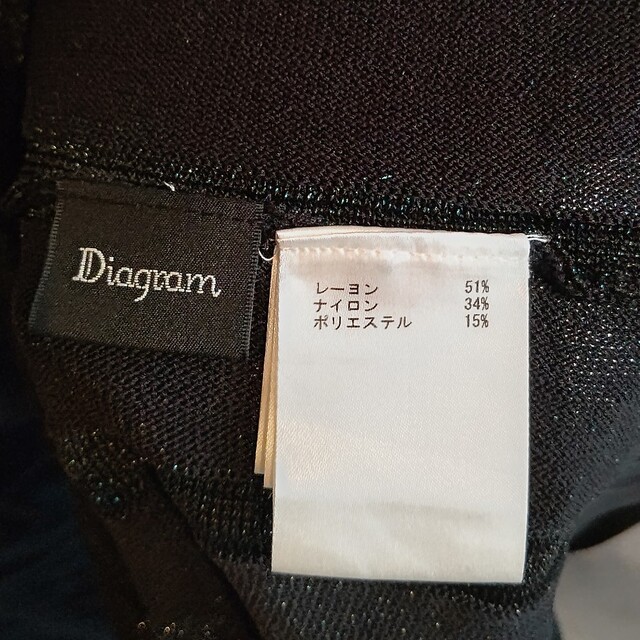 Diagram
レーヨン 51%
ナイロン 34%
ポリエステル 15%